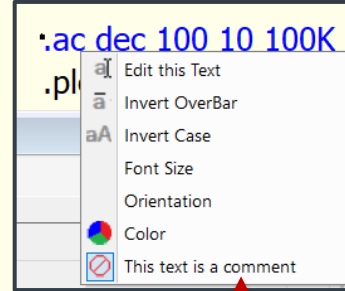 .ac dec 100 10 100K
.pl
Edit this Text
Invert OverBar
Invert Case
Font Size
Orientation
Color
This text is a comment